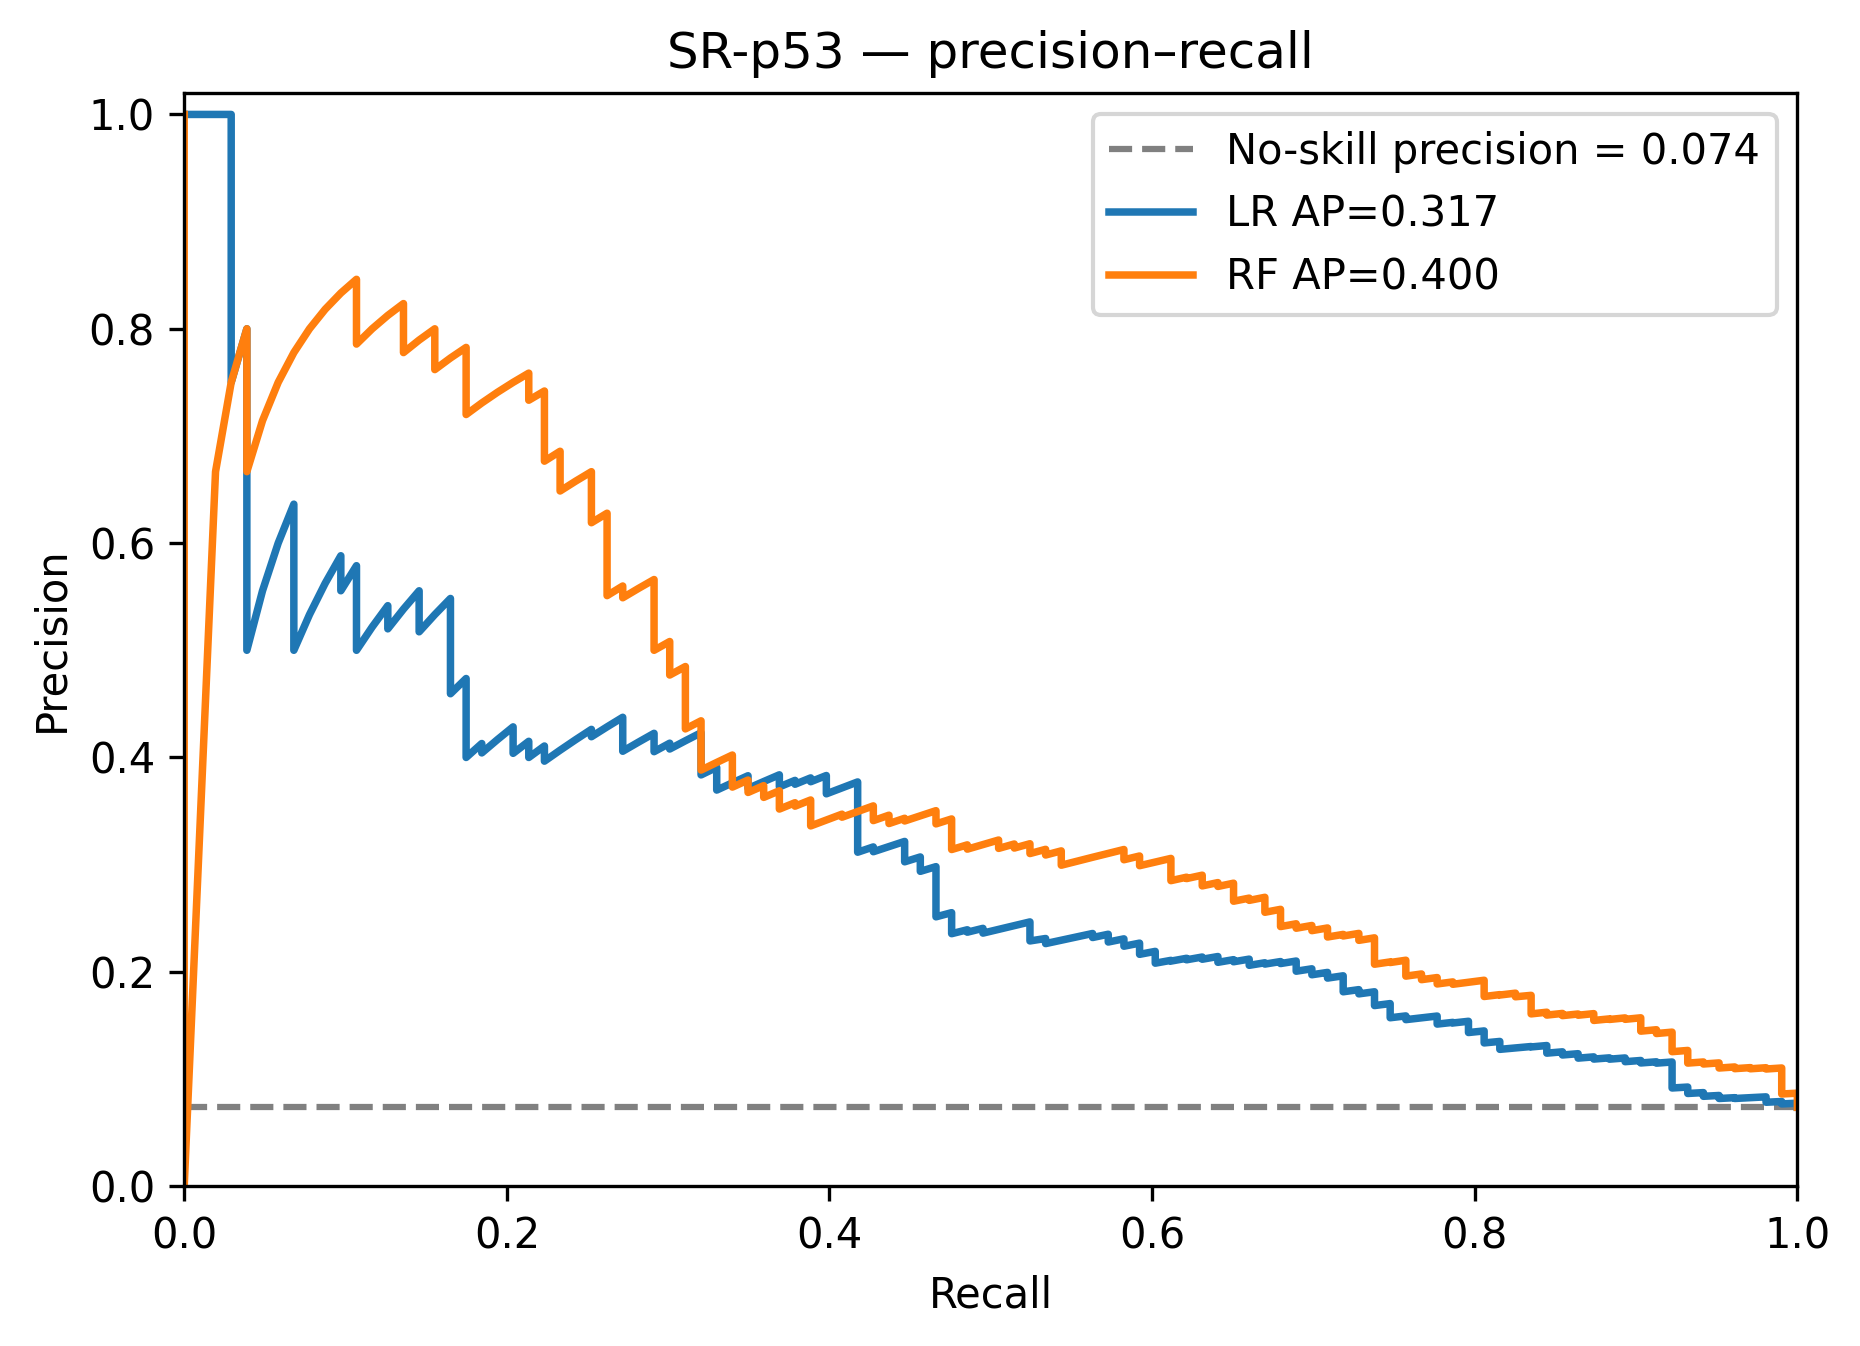 SR-p53 — precision–recall
No-skill precision = 0.074
LR AP=0.317
RF AP=0.400
1.0
0.8
0.6
0.4
0.2
0.0
Precision
0.0 0.2 0.4 0.6 0.8 1.0
Recall